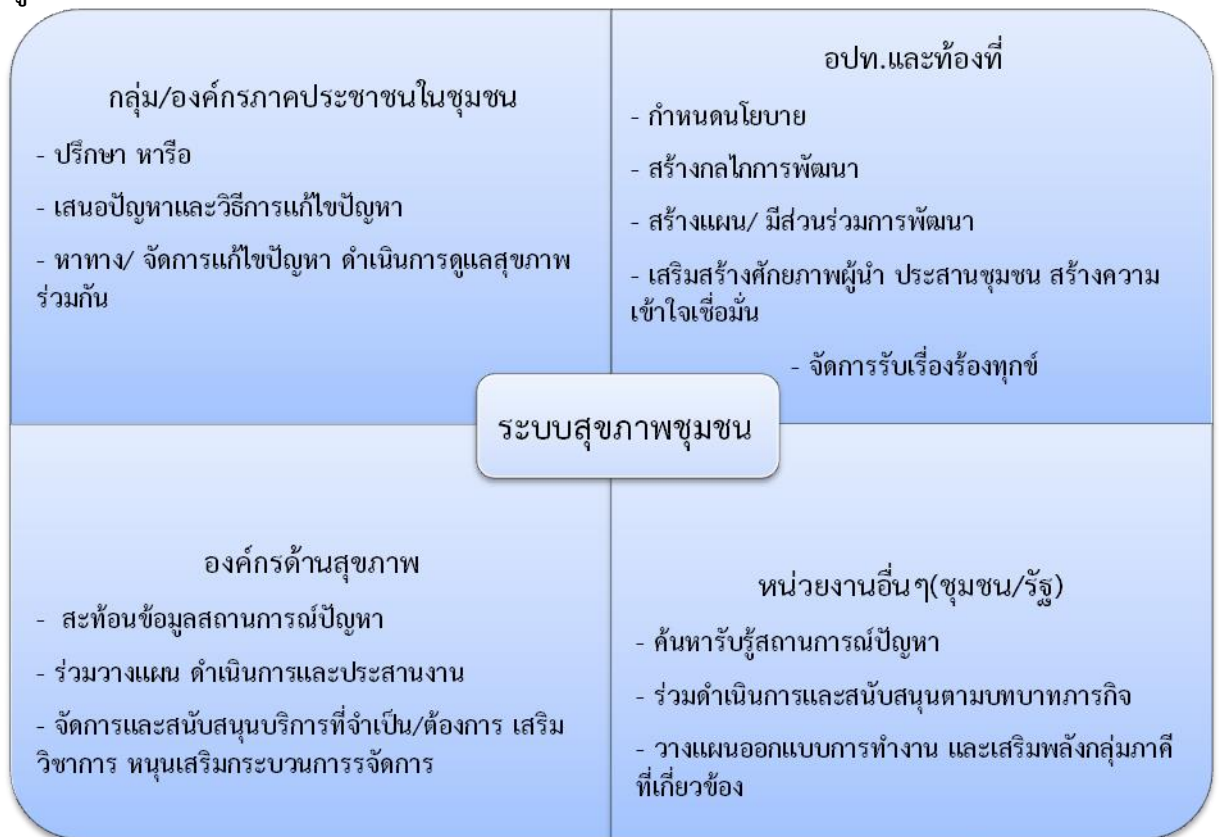 กลุ่ม/องค์กรภาคประชาชนในชุมชน
- ปรึกษา หารือ
- เสนอปัญหาและวิธีการแก้ไขปัญหา
- หาทาง/ จัดการแก้ไขปัญหา ดำเนินการดูแลสุขภาพ
ร่วมกัน
อปท.และท้องที่
- กำหนดนโยบาย
- สร้างกลไกการพัฒนา
- สร้างแผน/ มีส่วนร่วมการพัฒนา
- เสริมสร้างศักยภาพผู้นำ ประสานชุมชน สร้างความ
เข้าใจเชื่อมั่น
- จัดการรับเรื่องร้องทุกข์
ระบบสุขภาพชุมชน
องค์กรด้านสุขภาพ
- สะท้อนข้อมูลสถานการณ์ปัญหา
- ร่วมวางแผน ดำเนินการและประสานงาน
- จัดการและสนับสนุนบริการที่จำเป็น/ต้องการ เสริม
วิชาการ หนุนเสริมกระบวนการรจัดการ
หน่วยงานอื่นๆ(ชุมชน/รัฐ)
- ค้นหารับรู้สถานการณ์ปัญหา
- ร่วมดำเนินการและสนับสนุนตามบทบาทภารกิจ
- วางแผนออกแบบการทำงาน และเสริมพลังกลุ่มภาคี
ที่เกี่ยวข้อง